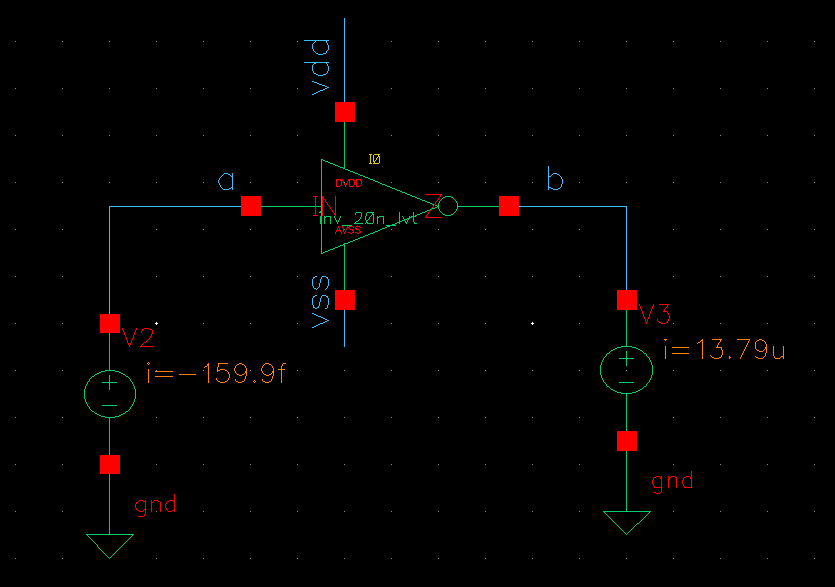 vdd
I0
a
DVDD
b
IN
Z
inv_20n_lvt
AVSS
vss
V2
V3
i=-159.9f
i=13.79u
gnd
gnd